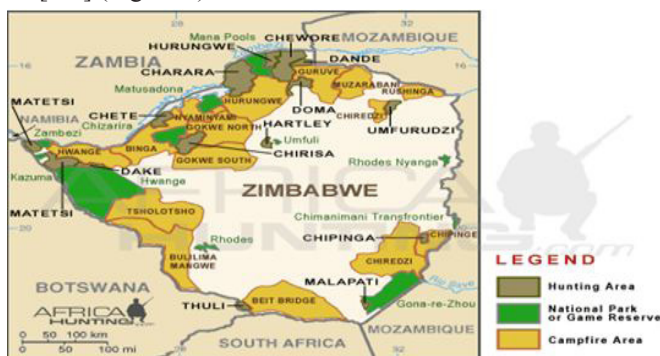 Mana Pools
CHEWORE
MOZAMBIQUE
HURUNGWE
DANDE
ZAMBIA
CHARARA
GURUVE
MUZARABANI
RUSHINGA
Matusadona
HURUNGWE
MATETSI
CHETE
NYAMINYAMI
DOMA
CHIREDZI
NAMIBIA
Chizarira
GOKWE NORTH
HARTLEY
UMFURUDZI
Zambezi
Umfuli
HWANGE
BINGA
CHIRISA
Rhodes Nyanga
GOKWE SOUTH
Kazuma
DAKE
Hwange
ZIMBABWE
MATETSI
TSHOLOTSHO
Chimanimani Transfrontier
Rhodes
CHIPINGA
CHIPINGE
BULILIMA
MANGWE
CHIREDZI
MALAPATI
BOTSWANA
THULI
BEIT BRIDGE
Gona-re-Zhou
AFRICA
HUNTING
MOZAMBIQUE
SOUTH AFRICA
0 50 100 km
0 50 100 mi
LEGEND
Hunting Area
National Park
or Game Reserve
Campfire Area